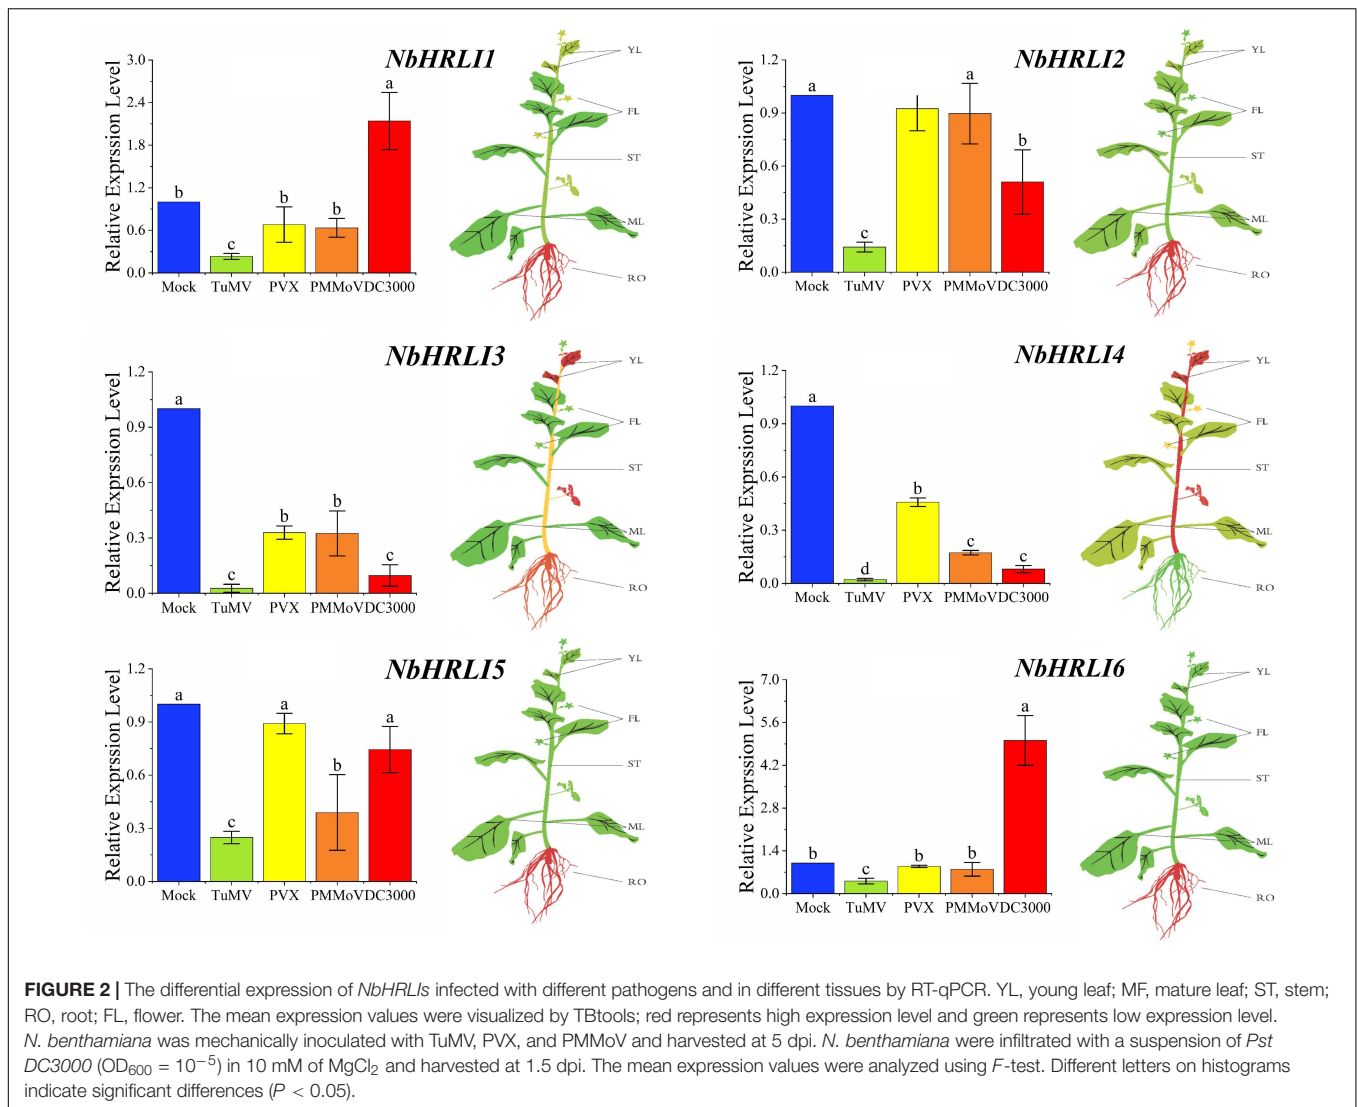 NbHRLI1
Relative Exprssion Level
3.0
2.4
1.8
1.2
0.6
0.0
b
c
b
b
a
Mock TuMV PVX PMMoV DC3000
YL
FL
ST
ML
RO
NbHRLI2
Relative Exprssion Level
1.2
0.9
0.6
0.3
0.0
a
c
a
b
Mock TuMV PVX PMMoV DC3000
YL
FL
ST
ML
RO
NbHRLI3
Relative Exprssion Level
1.2
0.9
0.6
0.3
0.0
a
c
b
b
c
Mock TuMV PVX PMMoV DC3000
YL
FL
ST
ML
RO
NbHRLI4
Relative Exprssion Level
1.2
0.9
0.6
0.3
0.0
a
d
b
c
c
Mock TuMV PVX PMMoV DC3000
YL
FL
ST
ML
RO
NbHRLI5
Relative Exprssion Level
1.2
0.9
0.6
0.3
0.0
a
c
a
b
a
Mock TuMV PVX PMMoV DC3000
YL
FL
ST
ML
RO
NbHRLI6
Relative Exprssion Level
7.0
5.6
4.2
2.8
1.4
0.0
b
c
b
b
a
Mock TuMV PVX PMMoV DC3000
YL
FL
ST
ML
RO
FIGURE 2 | The differential expression of NbHRLIs infected with different pathogens and in different tissues by RT-qPCR. YL, young leaf; MF, mature leaf; ST, stem;
RO, root; FL, flower. The mean expression values were visualized by TBtools; red represents high expression level and green represents low expression level.
N. benthamiana was mechanically inoculated with TuMV, PVX, and PMMoV and harvested at 5 dpi. N. benthamiana were infiltrated with a suspension of Pst
DC3000 (OD₆₀₀ = 10⁻⁵) in 10 mM of MgCl₂ and harvested at 1.5 dpi. The mean expression values were analyzed using F-test. Different letters on histograms
indicate significant differences (P < 0.05).